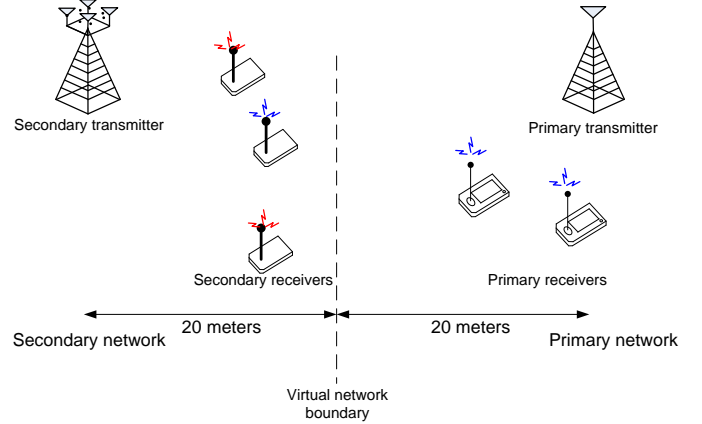 Secondary transmitter
Primary transmitter
Secondary receivers
Primary receivers
20 meters
20 meters
Secondary network
Primary network
Virtual network
boundary